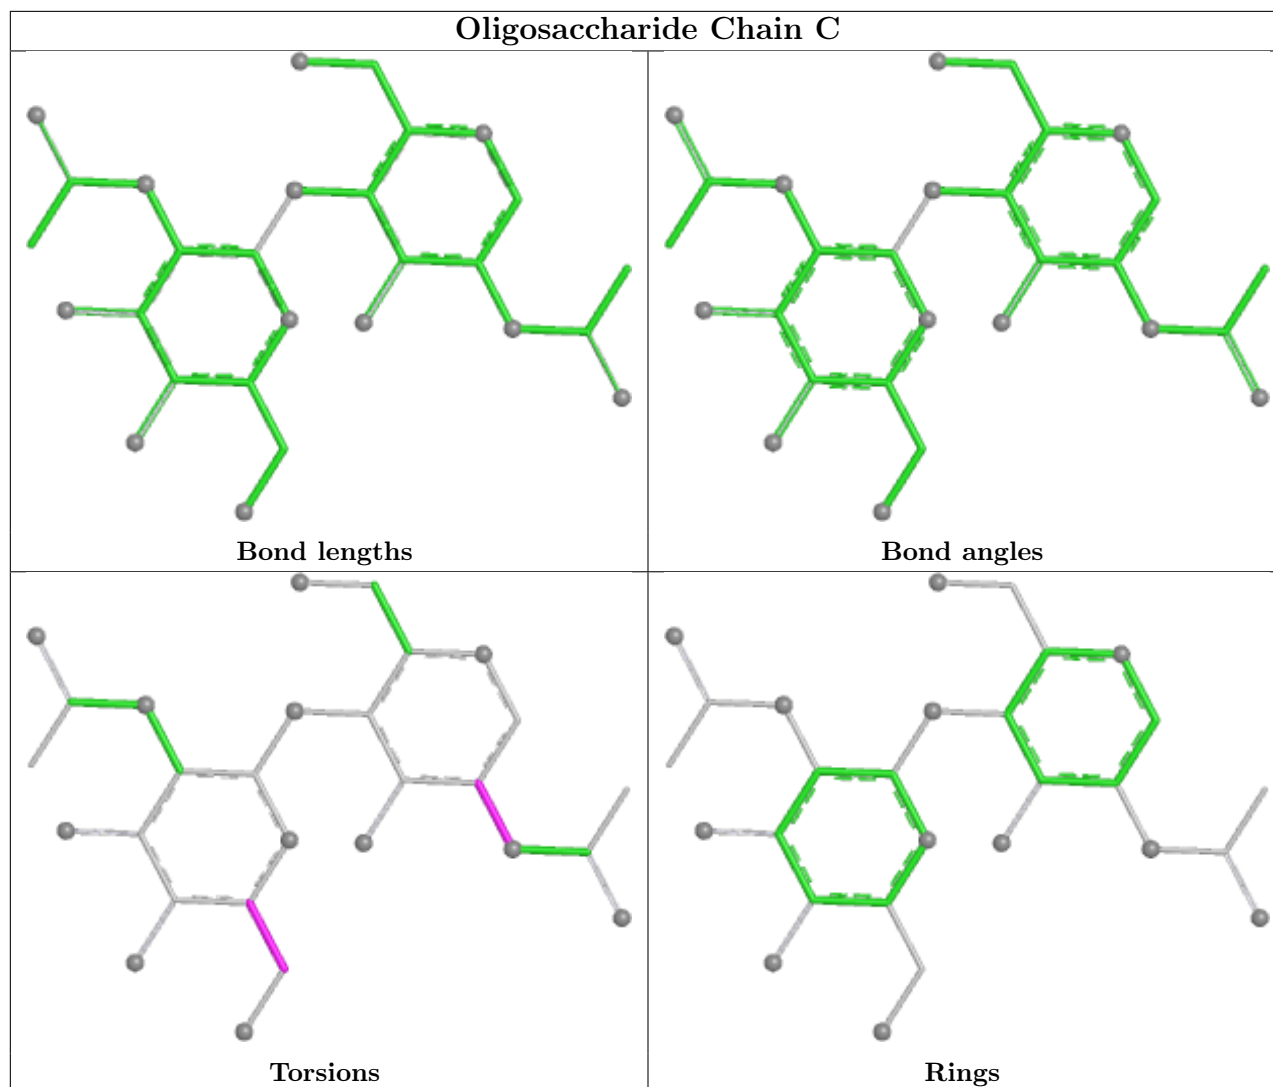 Oligosaccharide Chain C
Bond lengths
Bond angles
Torsions
Rings